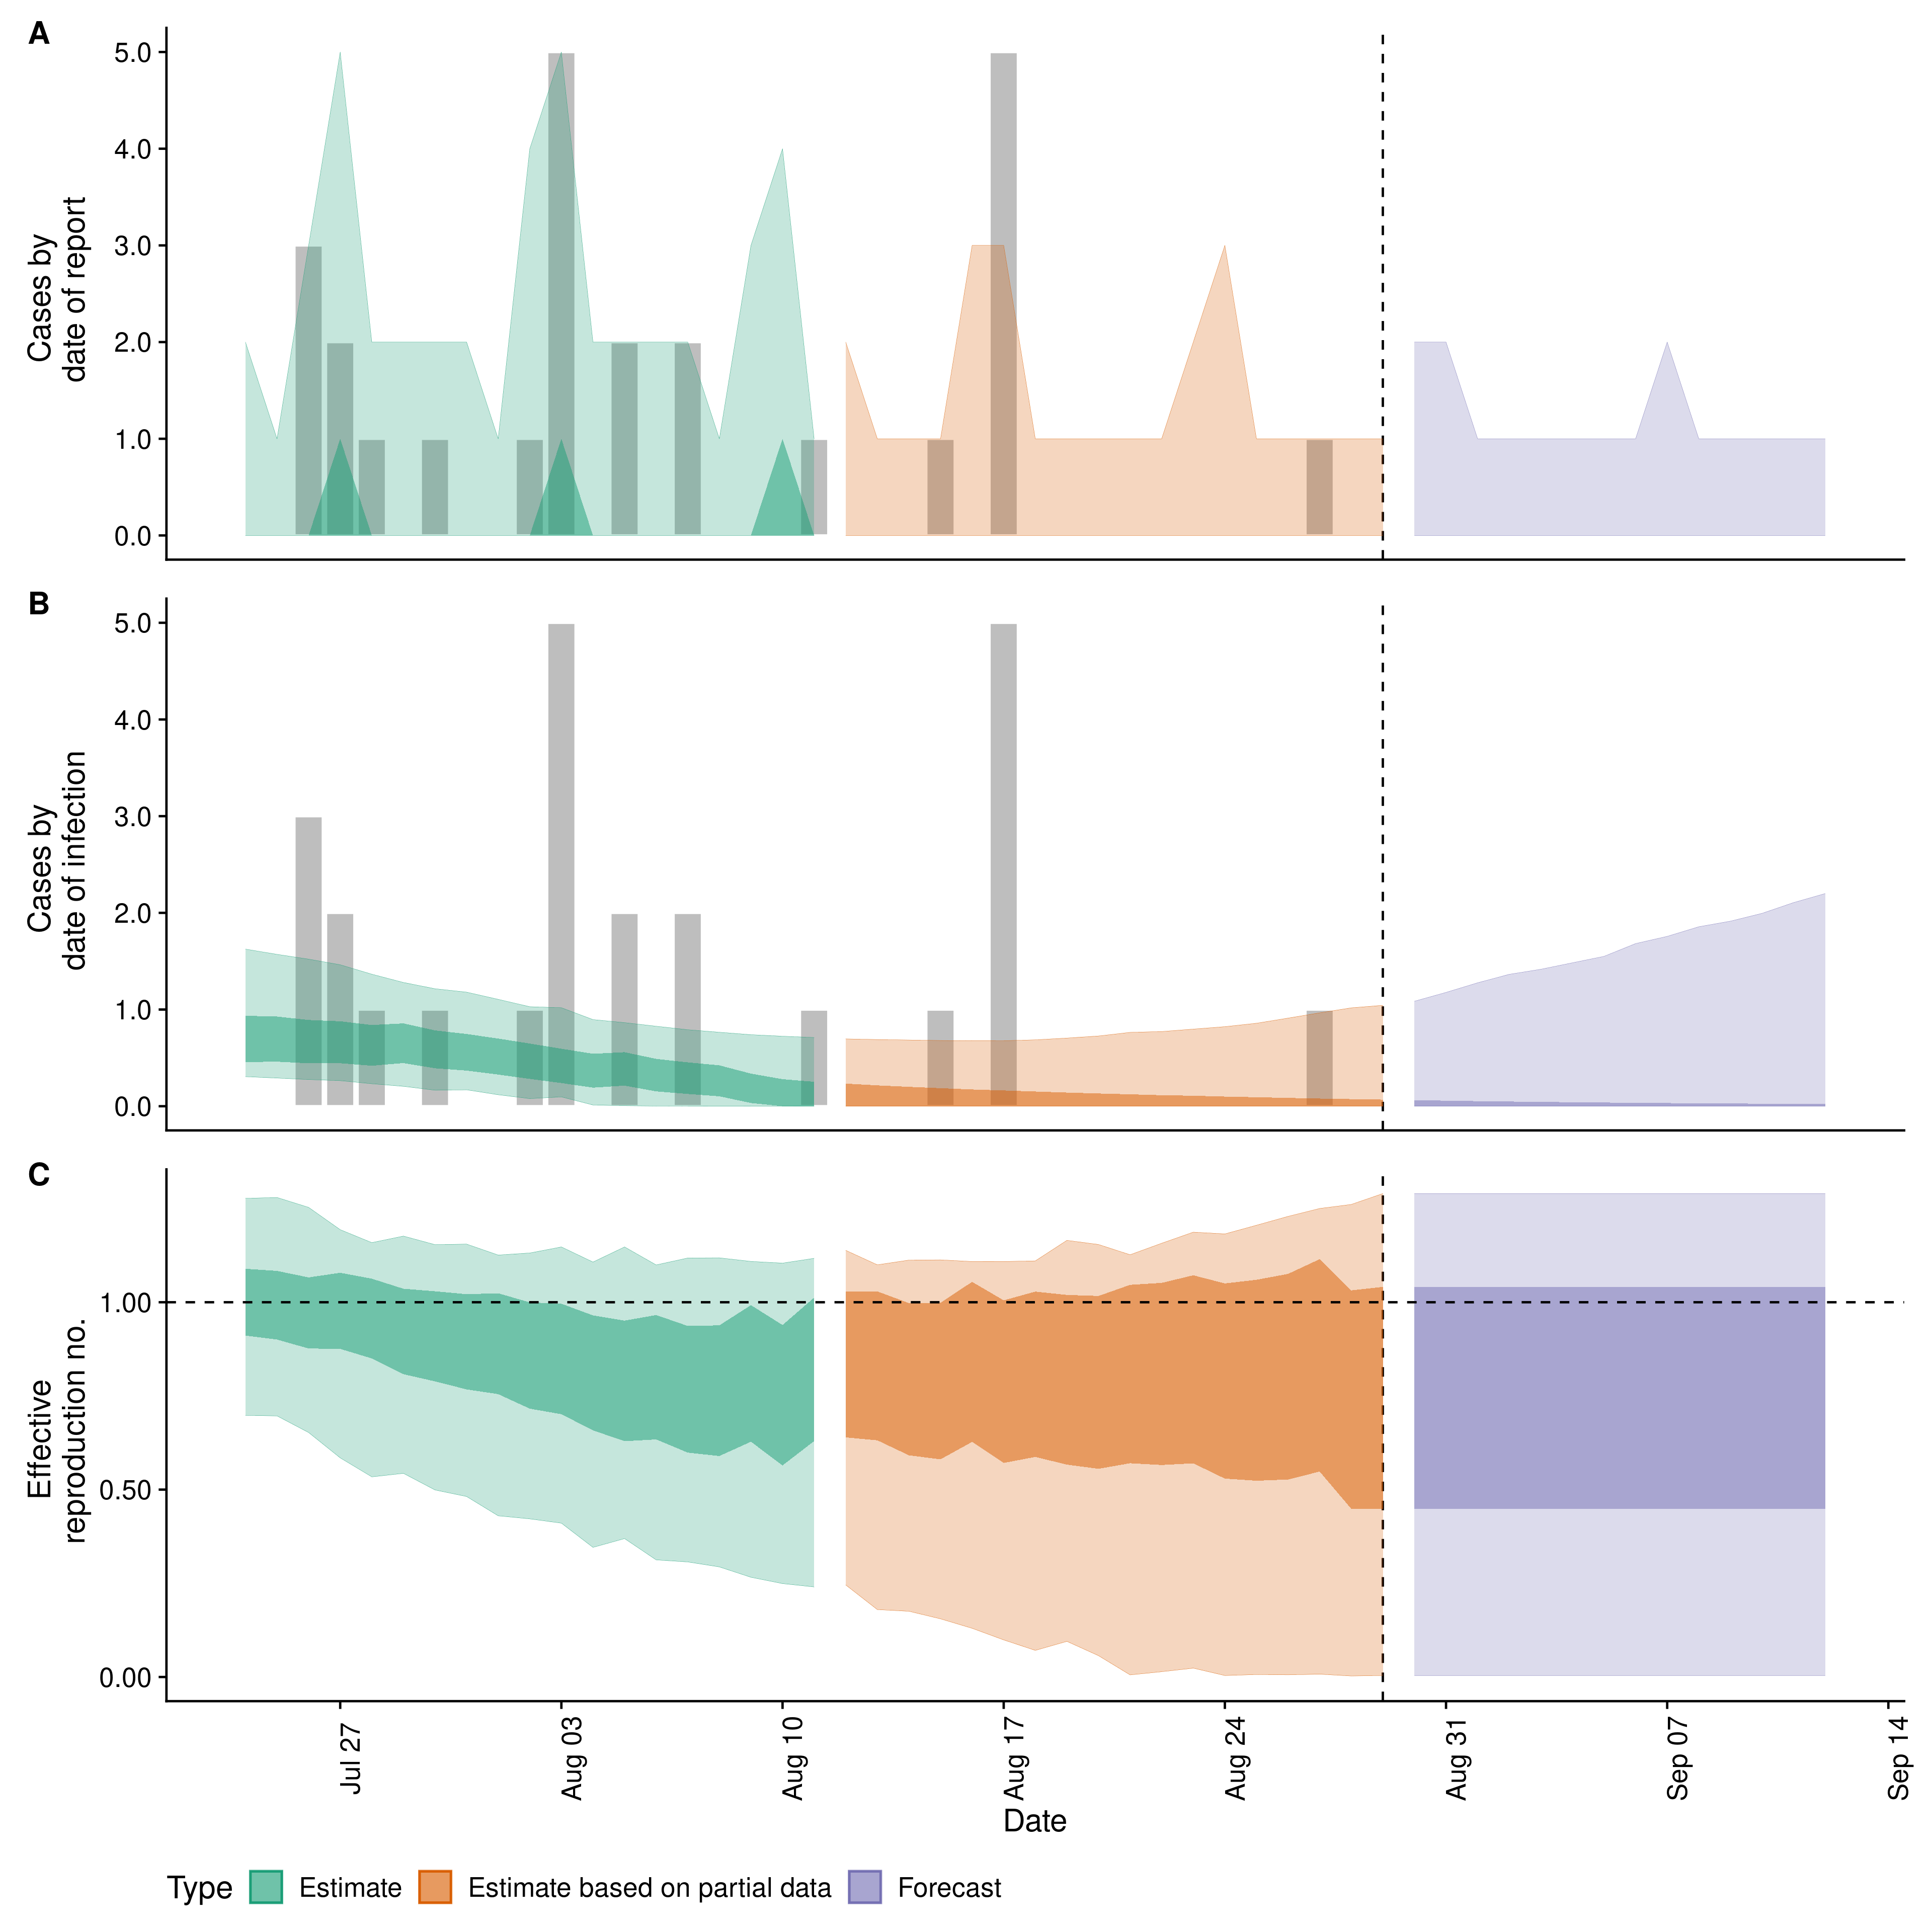 A
5.0
4.0
3.0
2.0
1.0
0.0
Cases by
date of report
B
5.0
4.0
3.0
2.0
1.0
0.0
Cases by
date of infection
C
1.00
0.50
0.00
Effective
reproduction no.
Jul 27
Aug 03
Aug 10
Aug 17
Aug 24
Aug 31
Sep 07
Sep 14
Date
Type
Estimate
Estimate based on partial data
Forecast